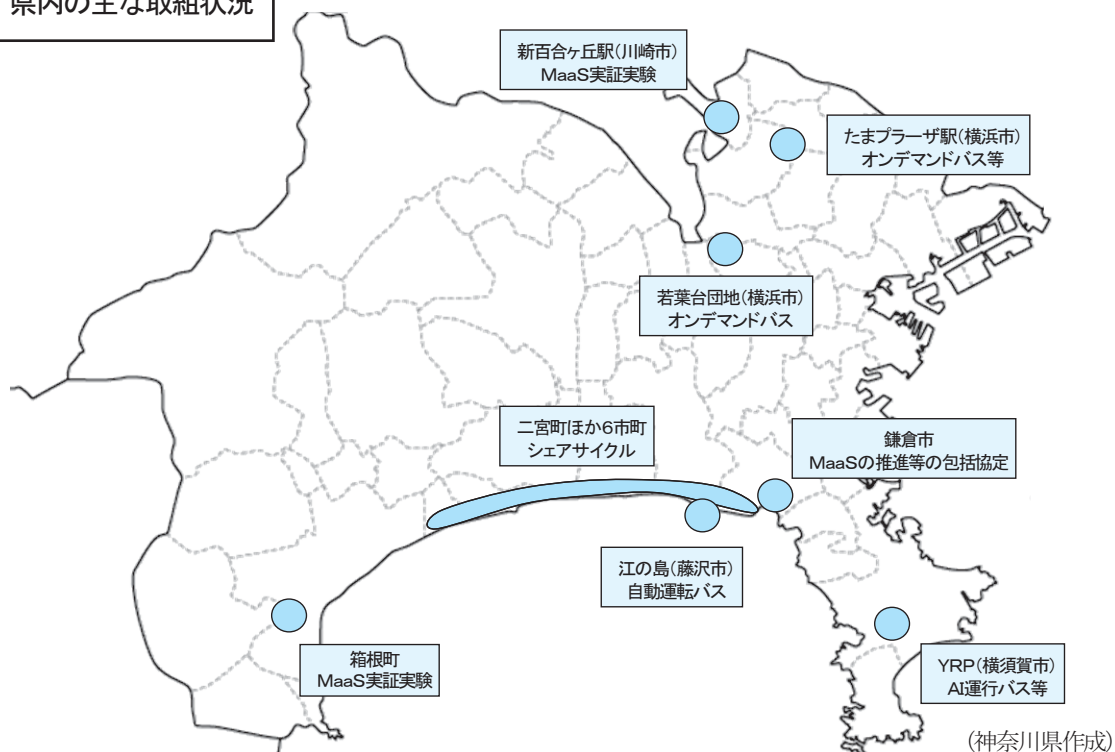 県内の主な取組状況
新百合ヶ丘駅(川崎市)
MaaS実証実験
たまプラーザ駅(横浜市)
オンデマンドバス等
若葉台団地(横浜市)
オンデマンドバス
二宮町ほか6市町
シェアサイクル
鎌倉市
MaaSの推進等の包括協定
江の島(藤沢市)
自動運転バス
箱根町
MaaS実証実験
YRP(横須賀市)
AI運行バス等
(神奈川県作成)